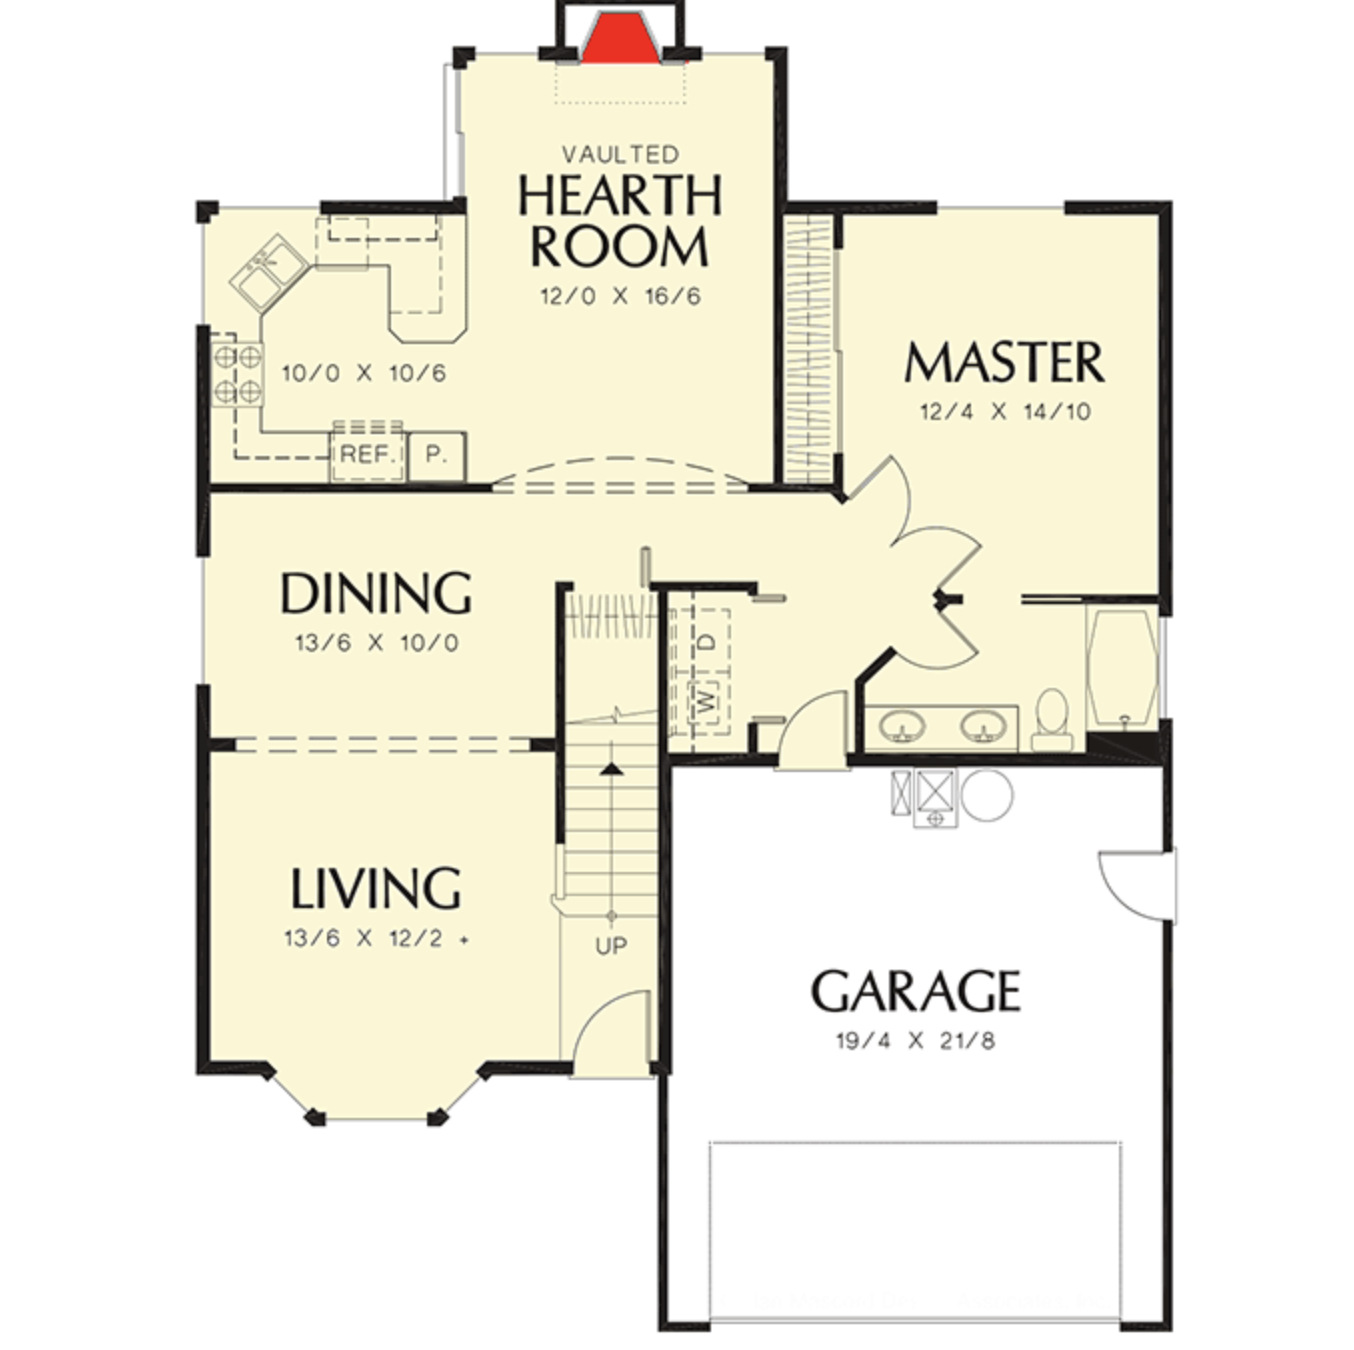 VAULTED
HEARTH
ROOM
12/0 X 16/6
10/0 X 10/6
REF.
P.
MASTER
12/4 X 14/10
DINING
13/6 X 10/0
D
W
LIVING
13/6 X 12/2 +
UP
GARAGE
19/4 X 21/8